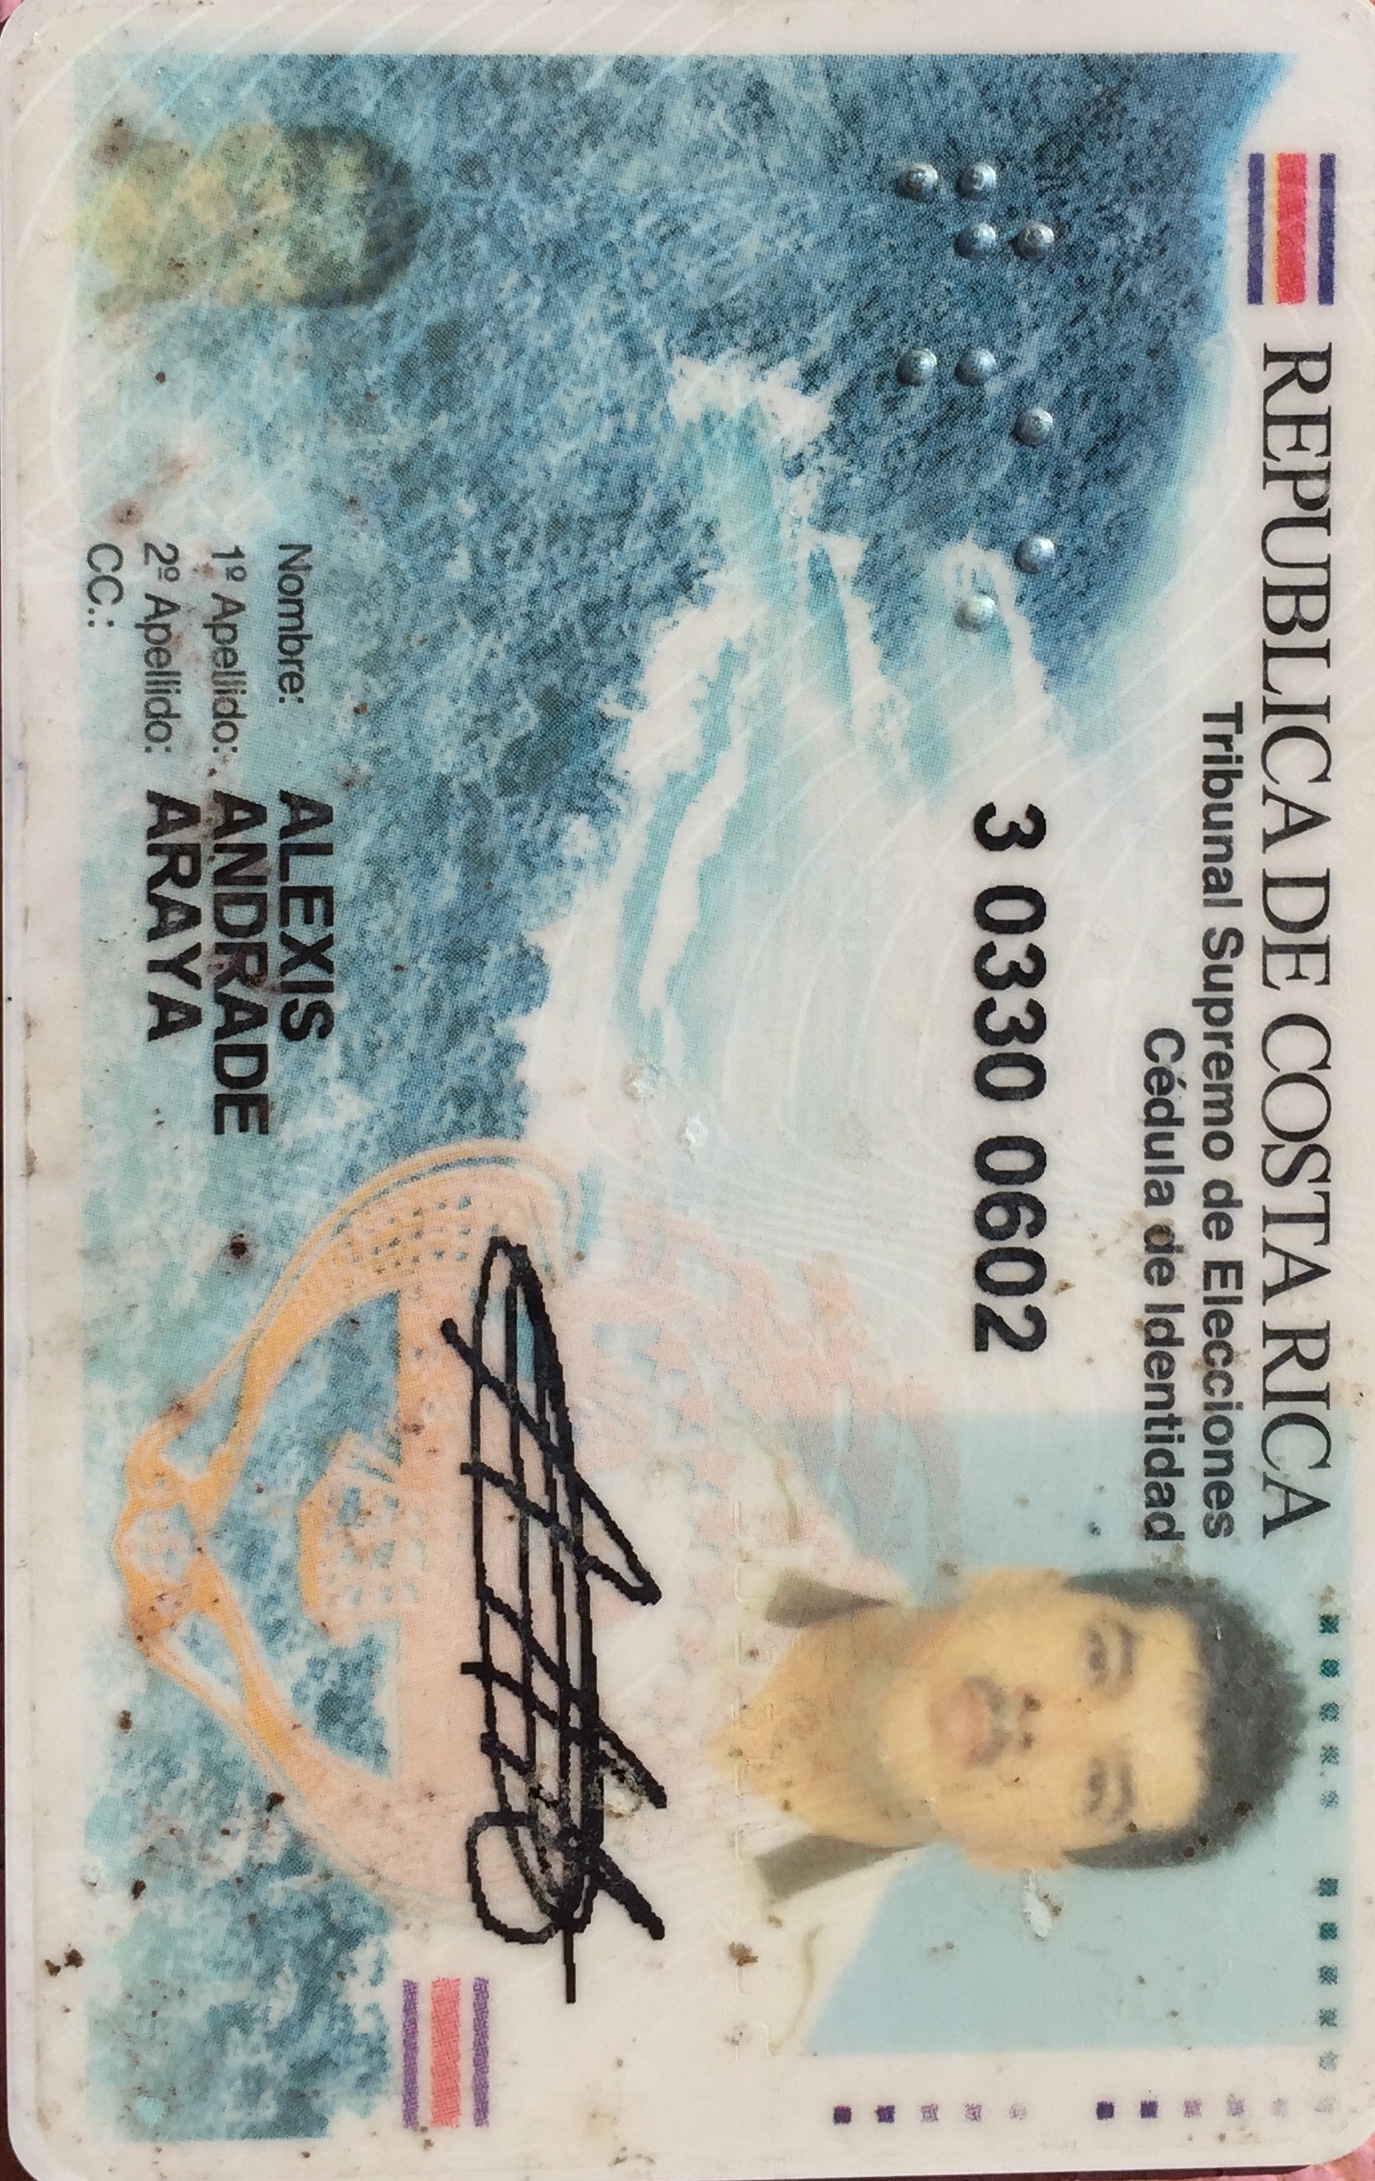 REPUBLICA DE COSTA RICA
Tribunal Supremo de Elecciones
Cédula de Identidad
3 0330 0602
Nombre: ALEXIS
1º Apellido: ANDRADE
2º Apellido: ARAYA
CC.: